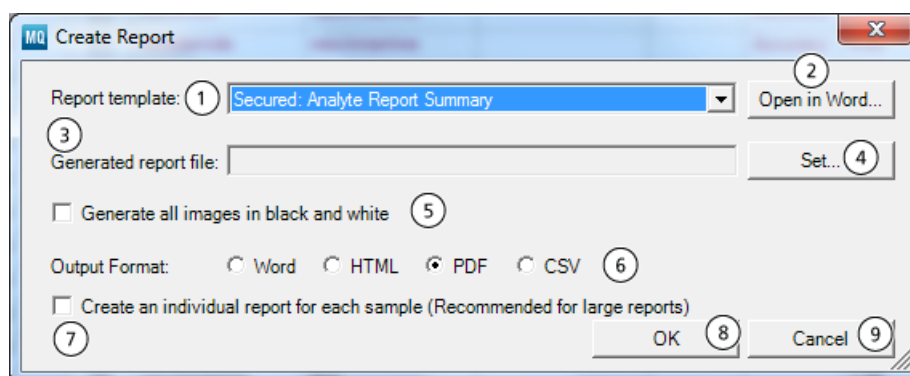 MQ Create Report
2
Report template: 1 Secured: Analyte Report Summary Open in Word...
3
Generated report file: Set... 4
Generate all images in black and white 5
Output Format: Word HTML PDF CSV 6
Create an individual report for each sample (Recommended for large reports)
7 OK 8 Cancel 9